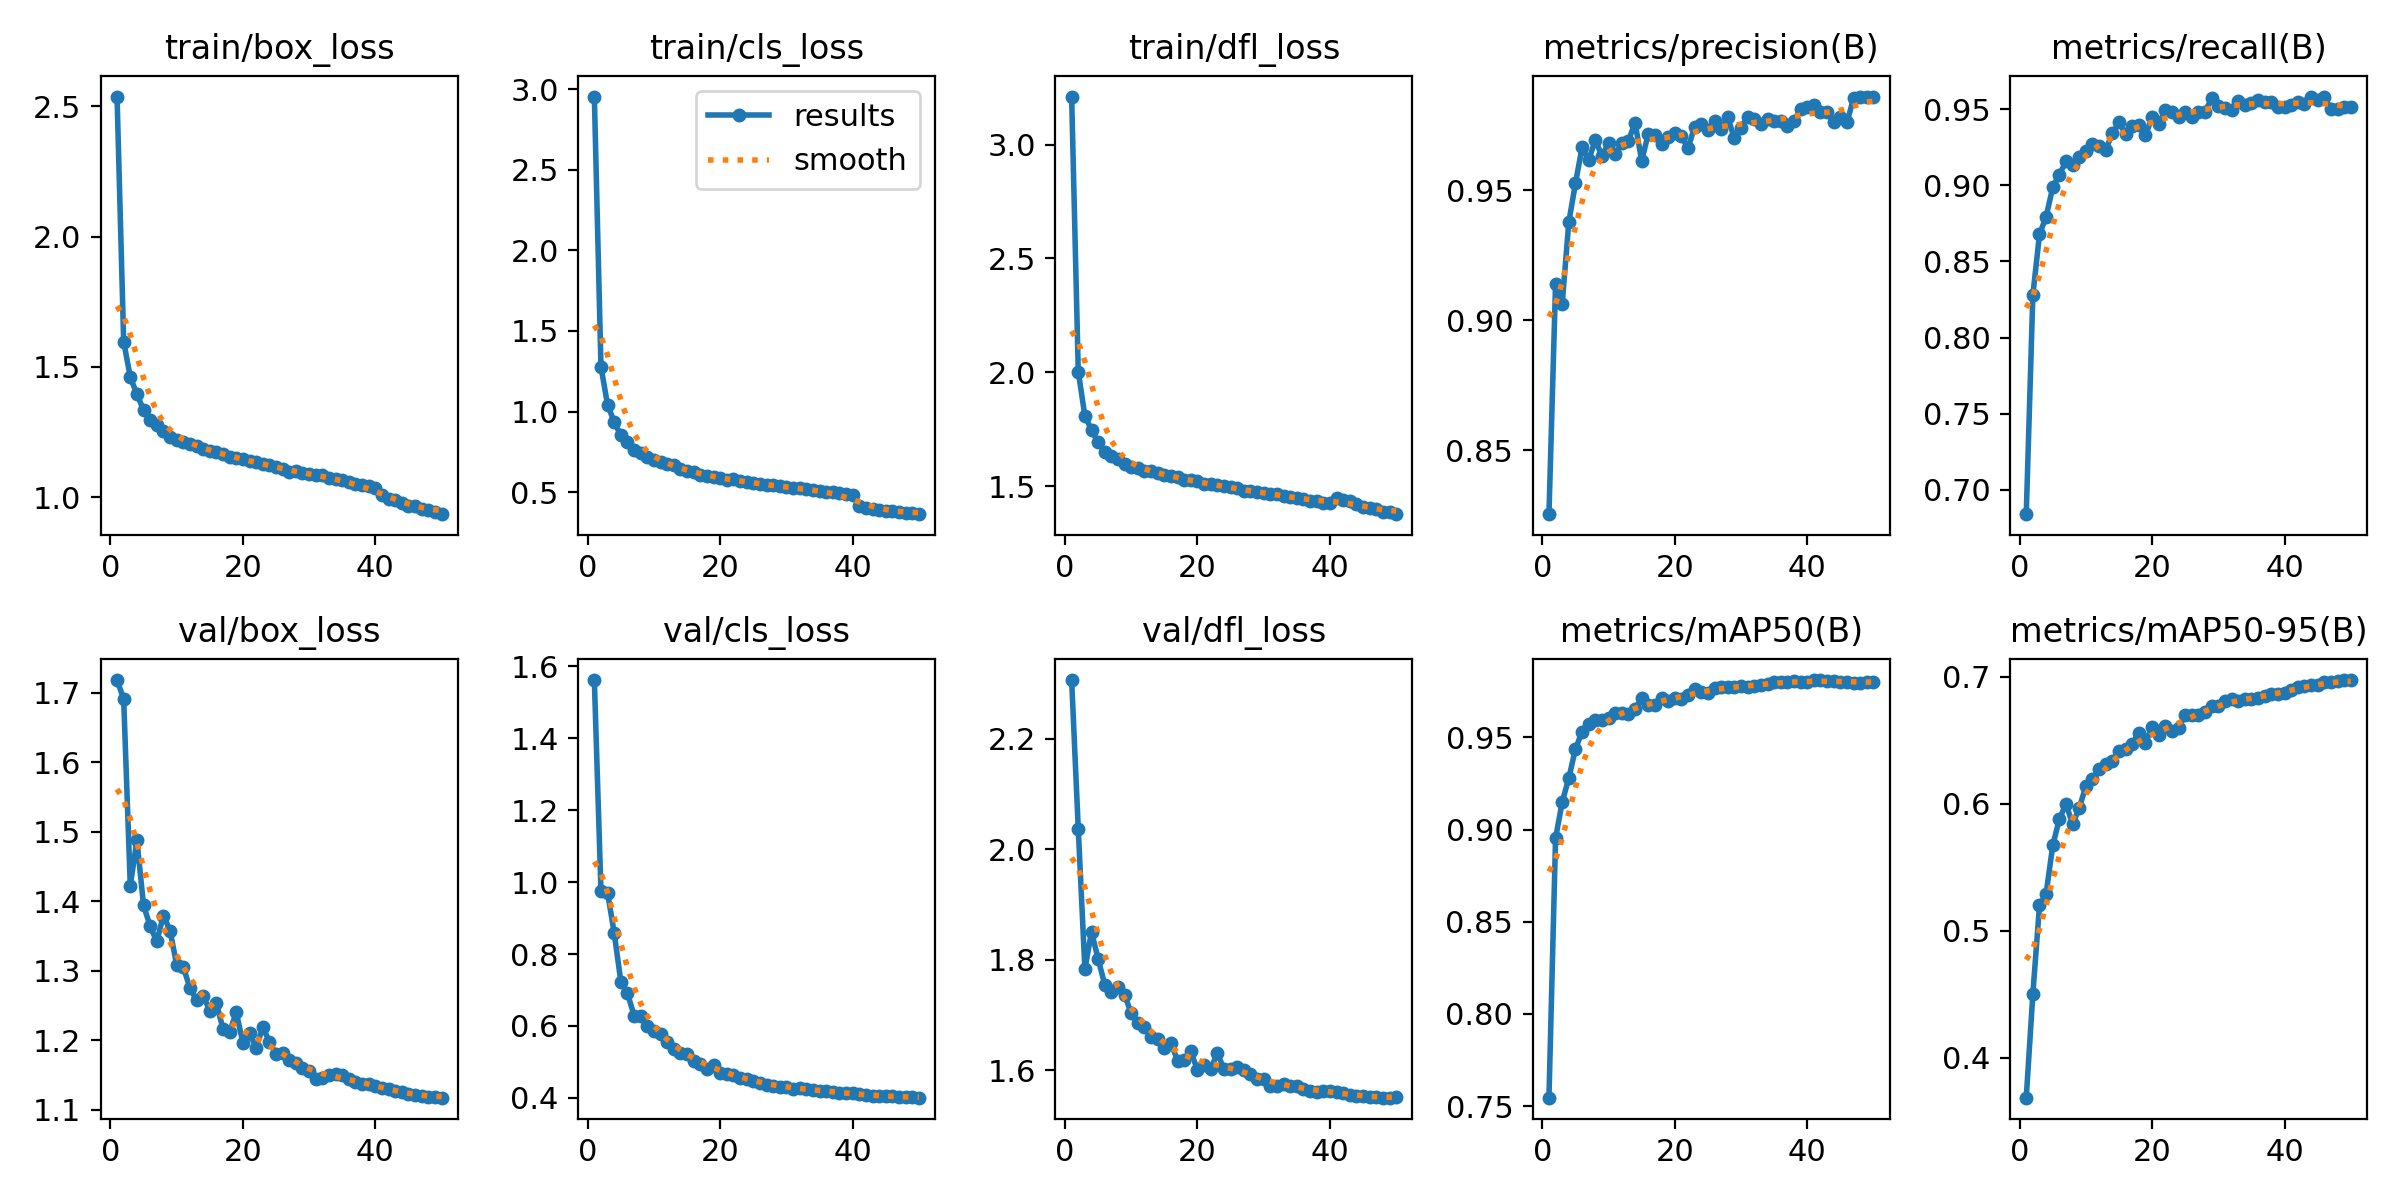 train/box_loss
2.5
2.0
1.5
1.0
0 20 40
train/cls_loss
3.0
2.5
2.0
1.5
1.0
0.5
0 20 40
results
smooth
train/dfl_loss
3.0
2.5
2.0
1.5
0 20 40
metrics/precision(B)
0.95
0.90
0.85
0 20 40
metrics/recall(B)
0.95
0.90
0.85
0.80
0.75
0.70
0 20 40
val/box_loss
1.7
1.6
1.5
1.4
1.3
1.2
1.1
0 20 40
val/cls_loss
1.6
1.4
1.2
1.0
0.8
0.6
0.4
0 20 40
val/dfl_loss
2.2
2.0
1.8
1.6
0 20 40
metrics/mAP50(B)
0.95
0.90
0.85
0.80
0.75
0 20 40
metrics/mAP50-95(B)
0.7
0.6
0.5
0.4
0 20 40